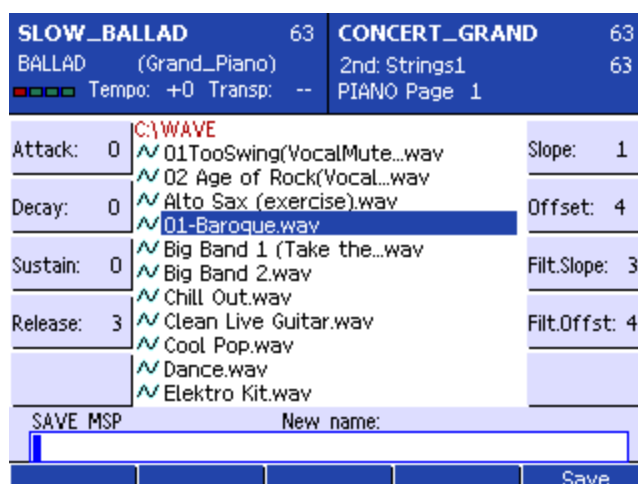 SLOW_BALLAD 63
BALLAD (Grand_Piano)
Tempo: +0 Transp: --
CONCERT_GRAND 63
2nd: Strings1 63
PIANO Page 1
Attack: 0
Decay: 0
Sustain: 0
Release: 3
C:\WAVE
01TooSwing(VocalMute...wav
02 Age of Rock(Vocal...wav
Alto Sax (exercise).wav
01-Baroque.wav
Big Band 1 (Take the...wav
Big Band 2.wav
Chill Out.wav
Clean Live Guitar.wav
Cool Pop.wav
Dance.wav
Elektro Kit.wav
Slope: 1
Offset: 4
Filt.Slope: 3
Filt.Offst: 4
SAVE MSP New name:
Save